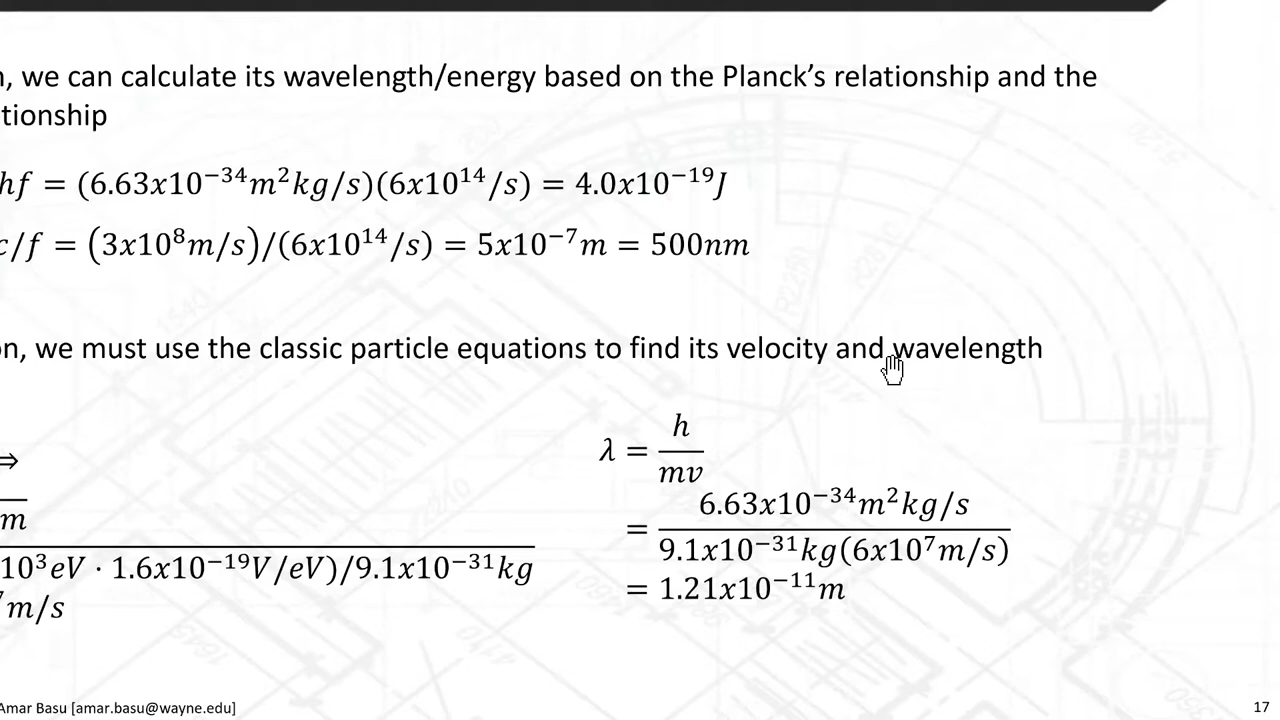 n, we can calculate its wavelength/energy based on the Planck's relationship and the
tionship
hf = (6.63x10⁻³⁴m²kg/s)(6x10¹⁴/s) = 4.0x10⁻¹⁹J
c/f = (3x10⁸m/s)/(6x10¹⁴/s) = 5x10⁻⁷m = 500nm
on, we must use the classic particle equations to find its velocity and wavelength
⇒
m
10³eV · 1.6x10⁻¹⁹V/eV)/9.1x10⁻³¹kg
⁷m/s
λ = h/mv
= 6.63x10⁻³⁴m²kg/s
9.1x10⁻³¹kg(6x10⁷m/s)
= 1.21x10⁻¹¹m
Amar Basu [amar.basu@wayne.edu]
17